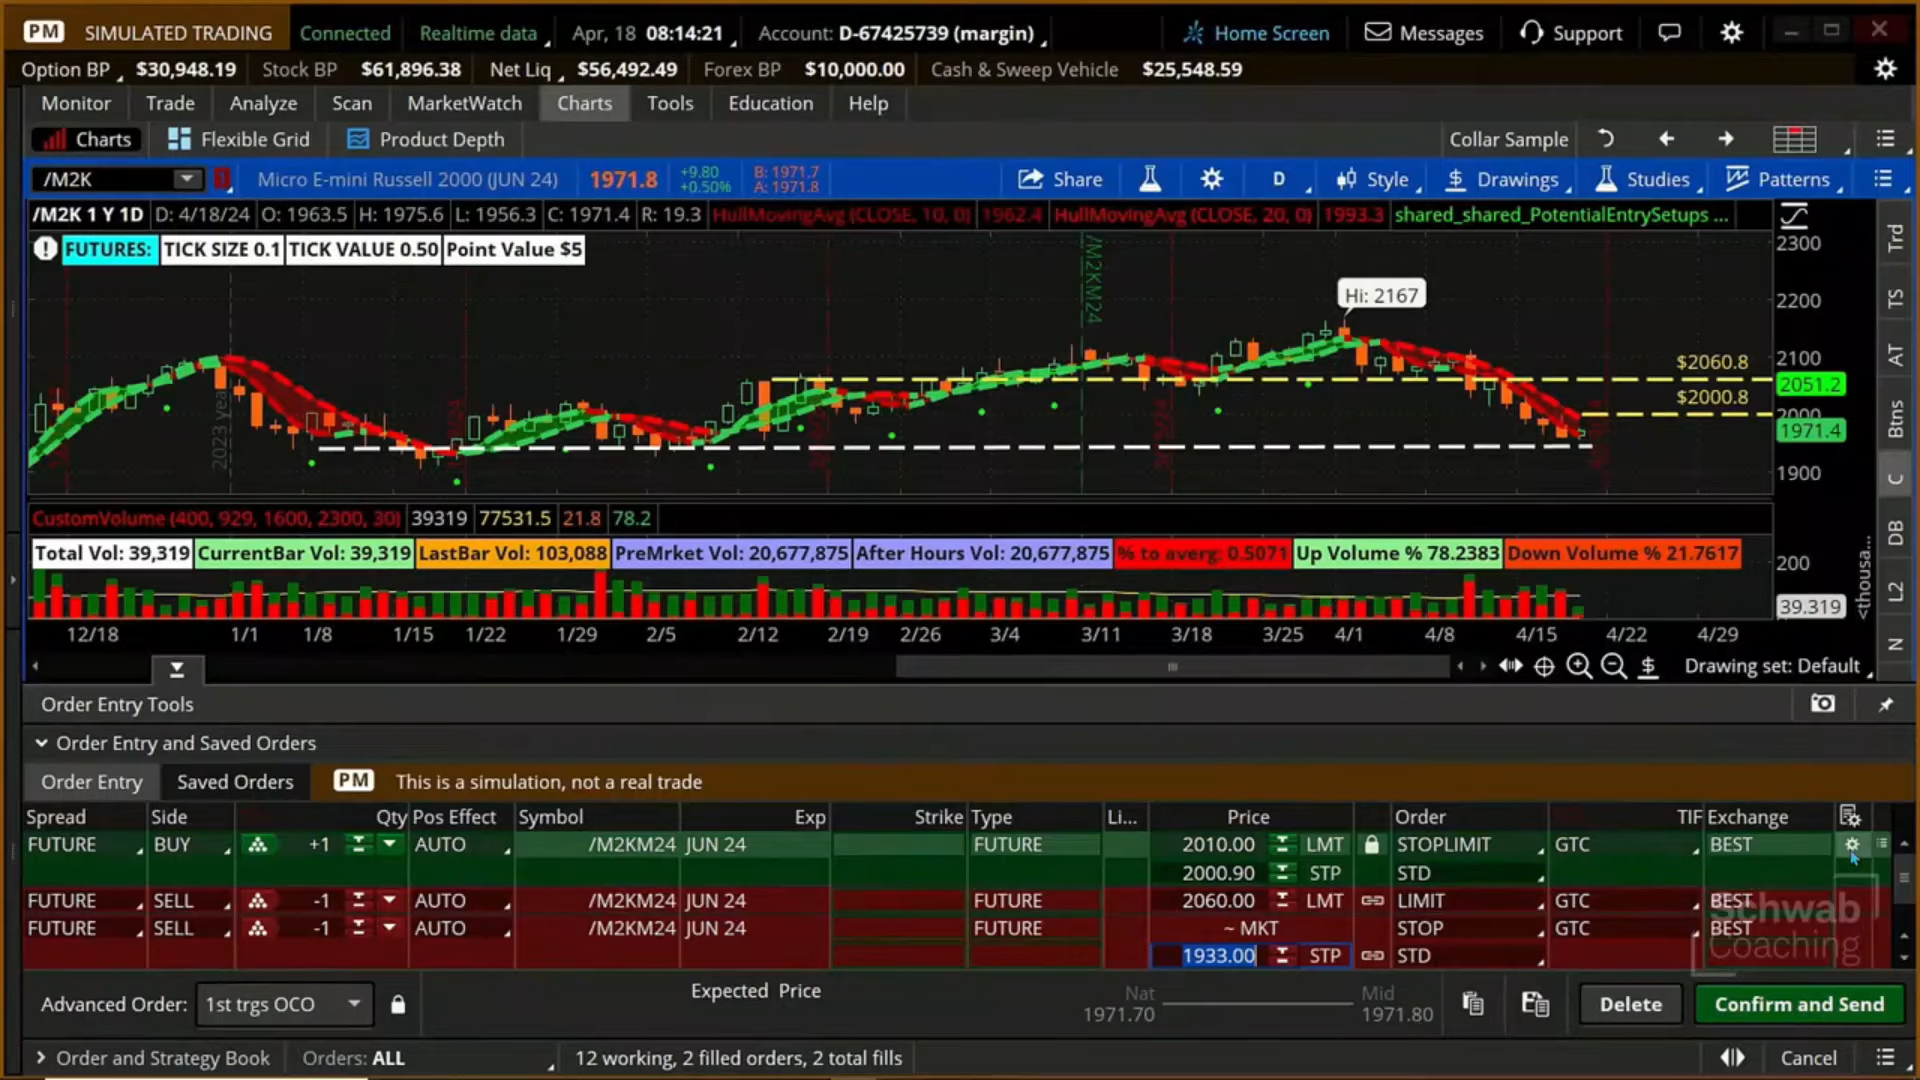 PM SIMULATED TRADING Connected Realtime data Apr, 18 08:14:21 Account: D-67425739 (margin) Home Screen Messages Support
Option BP $30,948.19 Stock BP $61,896.38 Net Liq $56,492.49 Forex BP $10,000.00 Cash & Sweep Vehicle $25,548.59
Monitor Trade Analyze Scan MarketWatch Charts Tools Education Help
Charts Flexible Grid Product Depth Collar Sample
/M2K Micro E-mini Russell 2000 (JUN 24) 1971.8 +9.80 B: 1971.7 Share D Style $ Drawings Studies Patterns
+0.50% A: 1971.8
/M2K 1 Y 1D D: 4/18/24 O: 1963.5 H: 1975.6 L: 1956.3 C: 1971.4 R: 19.3 HullMovingAvg (CLOSE, 10, 0) 1962.4 HullMovingAvg (CLOSE, 20, 0) 1993.3 shared_shared_PotentialEntrySetups ...
FUTURES: TICK SIZE 0.1 TICK VALUE 0.50 Point Value $5
2300
Trd
/M2KM24
Hi: 2167
2200
TS
2100
AT
$2060.8
2051.2
$2000.8
2000
1971.4
Btns
1900
C
2023 year
CustomVolume (400, 929, 1600, 2300, 30) 39319 77531.5 21.8 78.2
DB
Total Vol: 39,319 CurrentBar Vol: 39,319 LastBar Vol: 103,088 PreMrket Vol: 20,677,875 After Hours Vol: 20,677,875 % to averg: 0.5071 Up Volume % 78.2383 Down Volume % 21.7617
200
<thousa...
L2
39.319
12/18 1/1 1/8 1/15 1/22 1/29 2/5 2/12 2/19 2/26 3/4 3/11 3/18 3/25 4/1 4/8 4/15 4/22 4/29
N
Drawing set: Default
Order Entry Tools
Order Entry and Saved Orders
Order Entry Saved Orders PM This is a simulation, not a real trade
Spread Side Qty Pos Effect Symbol Exp Strike Type Li... Price Order TIF Exchange
FUTURE BUY +1 AUTO /M2KM24 JUN 24 FUTURE 2010.00 LMT STOPLIMIT GTC BEST
2000.90 STP STD
FUTURE SELL -1 AUTO /M2KM24 JUN 24 FUTURE 2060.00 LMT LIMIT GTC BEST
FUTURE SELL -1 AUTO /M2KM24 JUN 24 FUTURE ~ MKT STOP GTC BEST
1933.00 STP STD
Schwab
Coaching
Advanced Order: 1st trgs OCO Expected Price Nat Mid Delete Confirm and Send
1971.70 1971.80
Order and Strategy Book Orders: ALL 12 working, 2 filled orders, 2 total fills Cancel